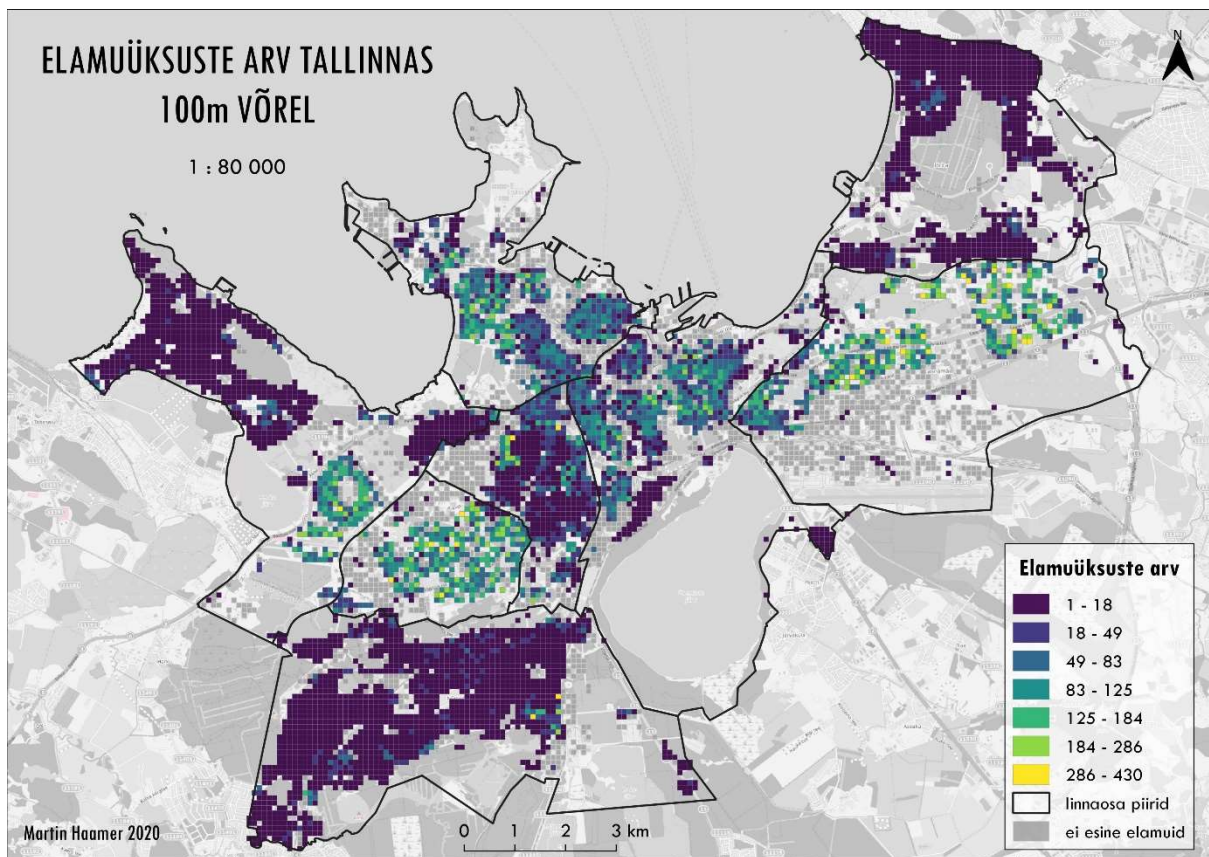 ELAMUÜKSUSTE ARV TALLINNAS
100m VÕREL
1 : 80 000
N
Elamuüksuste arv
1 - 18
18 - 49
49 - 83
83 - 125
125 - 184
184 - 286
286 - 430
linnaosa piirid
ei esine elamuid
Martin Haamer 2020
0 1 2 3 km